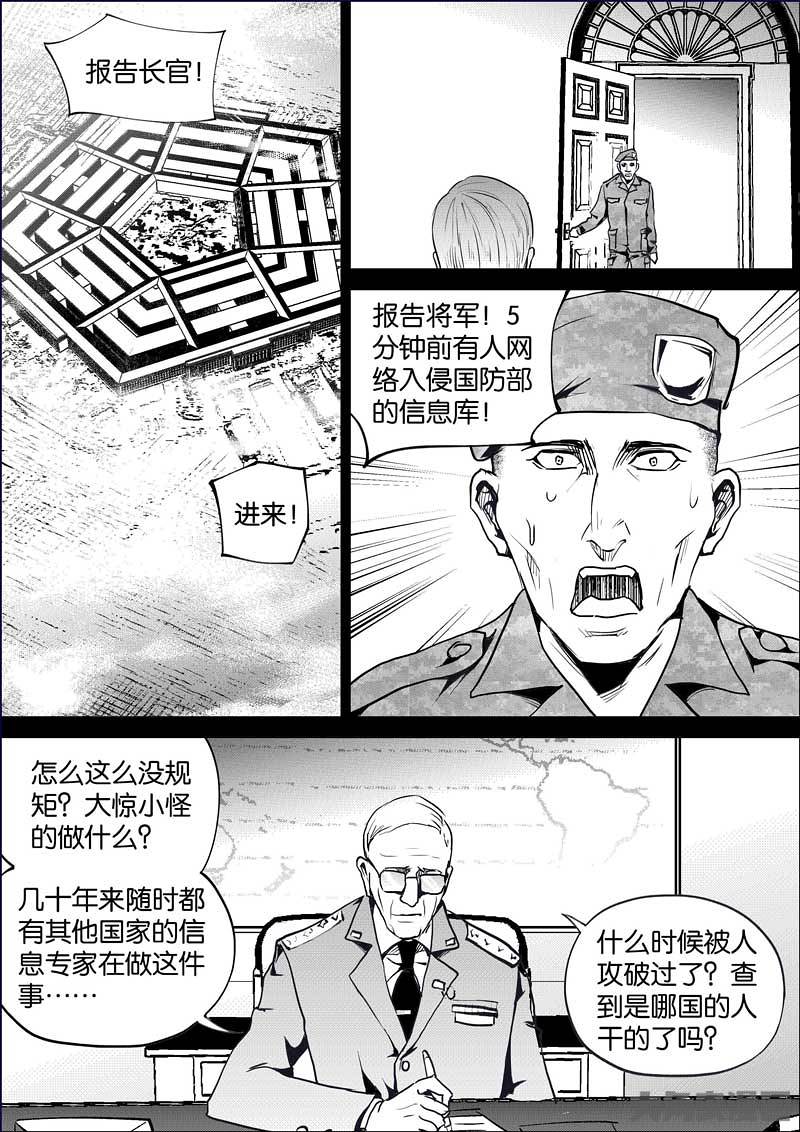 报告长官！
进来！
报告将军！5
分钟前有人网
络入侵国防部
的信息库！
怎么这么没规
矩？大惊小怪
的做什么？
几十年来随时都
有其他国家的信
息专家在做这件
事……
什么时候被人
攻破过了？查
到是哪国的人
干的了吗？